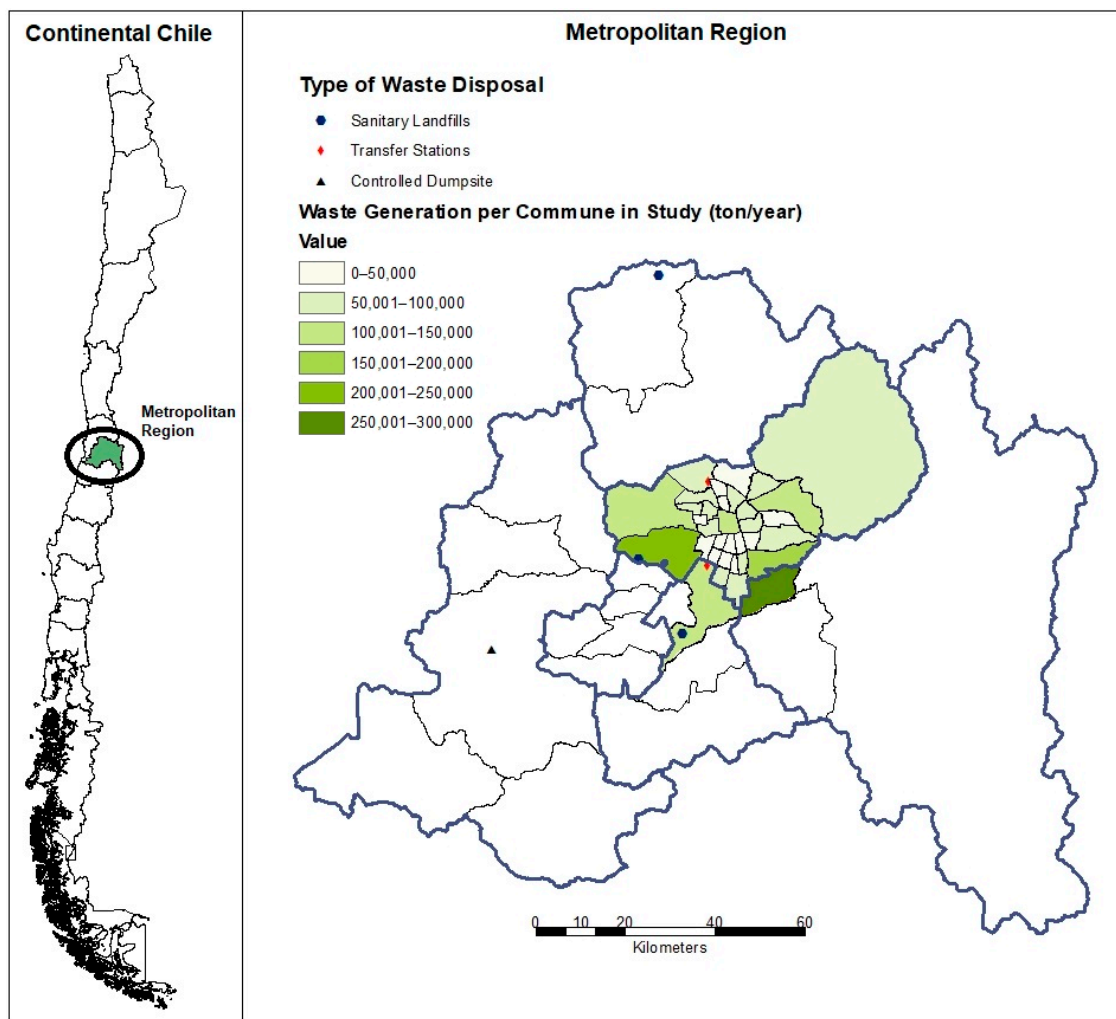 Continental Chile
Metropolitan
Region
Metropolitan Region
Type of Waste Disposal
Sanitary Landfills
Transfer Stations
Controlled Dumpsite
Waste Generation per Commune in Study (ton/year)
Value
0–50,000
50,001–100,000
100,001–150,000
150,001–200,000
200,001–250,000
250,001–300,000
0 10 20 40 60
Kilometers